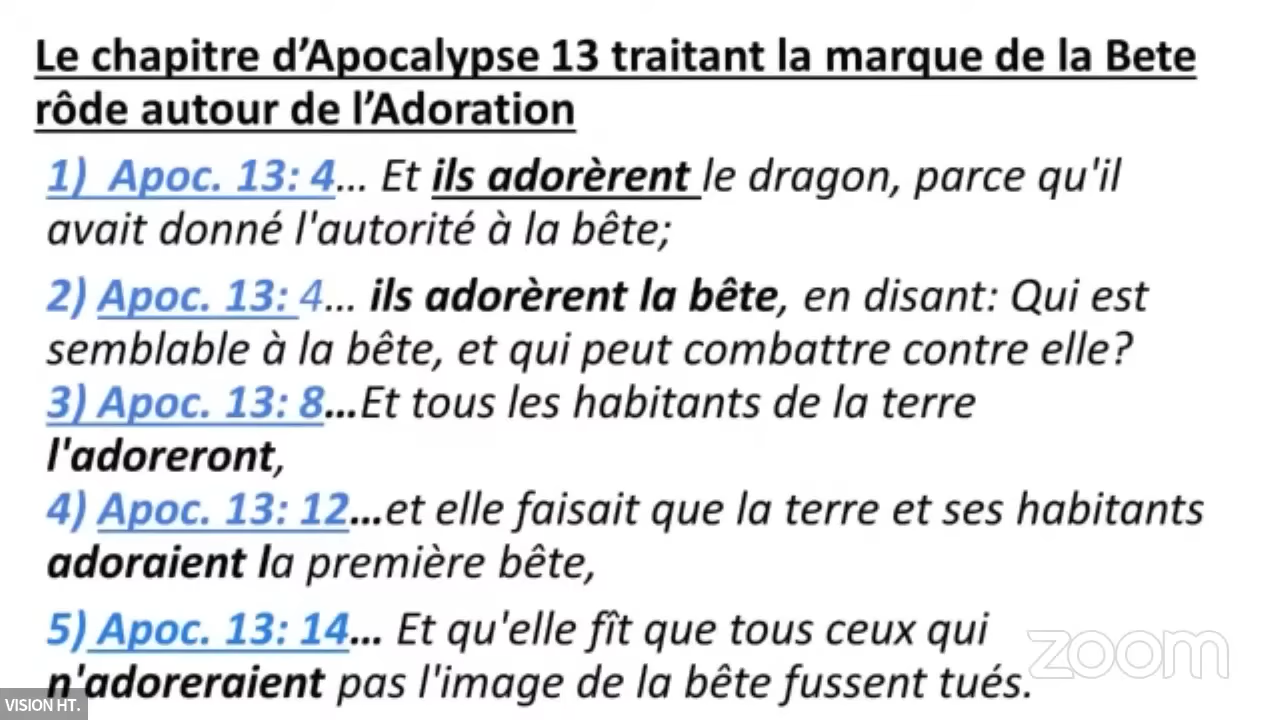 Le chapitre d’Apocalypse 13 traitant la marque de la Bete
rôde autour de l’Adoration
1) Apoc. 13: 4... Et ils adorèrent le dragon, parce qu'il
avait donné l'autorité à la bête;
2) Apoc. 13: 4... ils adorèrent la bête, en disant: Qui est
semblable à la bête, et qui peut combattre contre elle?
3) Apoc. 13: 8...Et tous les habitants de la terre
l'adoreront,
4) Apoc. 13: 12...et elle faisait que la terre et ses habitants
adoraient la première bête,
5) Apoc. 13: 14... Et qu'elle fît que tous ceux qui
n'adoreraient pas l'image de la bête fussent tués.
zoom
VISION HT.